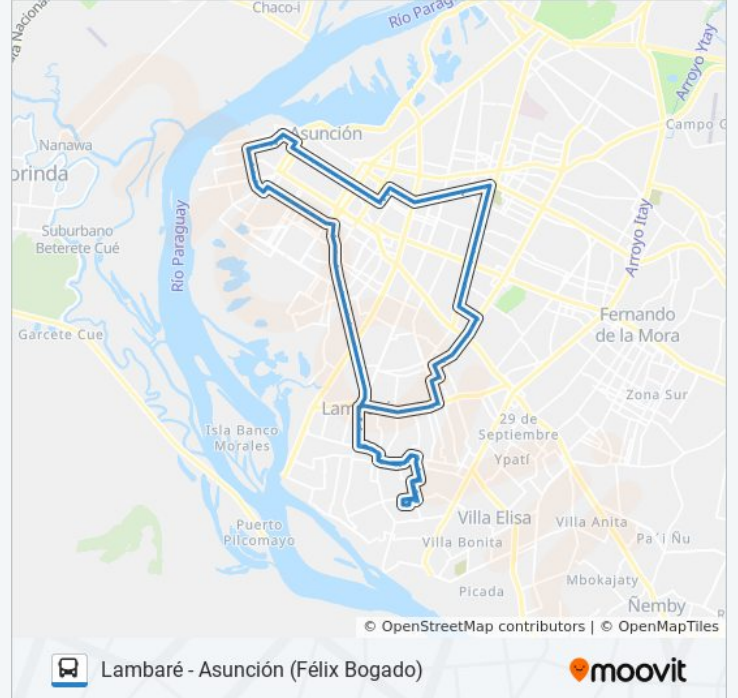 Chaco-i
Río Parag
Arroyo Ytay
Asunción
Campo G
Nanawa
orinda
Río Paraguay
Suburbano
Beterete Cué
Arroyo Itay
Fernando
de la Mora
Garcete Cue
Zona Sur
Lam
29 de
Septiembre
Isla Banco
Morales
Ypatí
Villa Elisa
Villa Anita
Puerto
Pilcomayo
Villa Bonita
Pa´i Ñu
Mbokajaty
Picada
Ñemby
© OpenStreetMap contributors | © OpenMapTiles
Lambaré - Asunción (Félix Bogado)
moovit